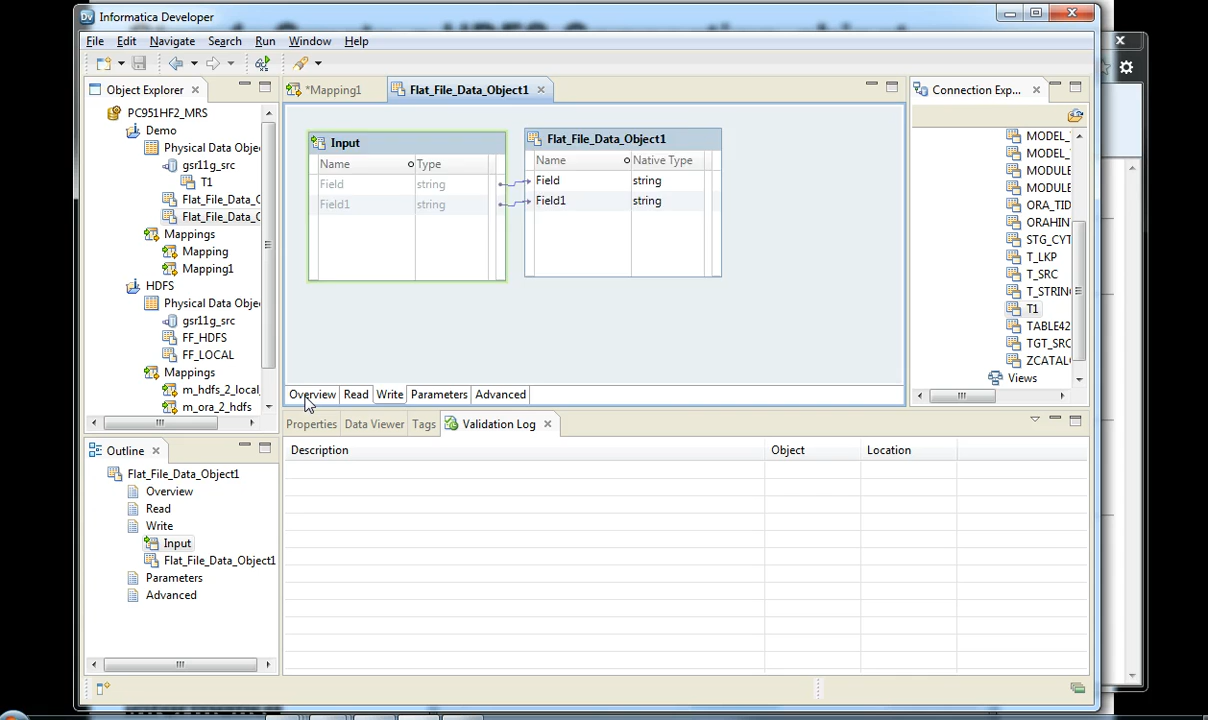 Informatica Developer
File Edit Navigate Search Run Window Help
Object Explorer
*Mapping1
Flat_File_Data_Object1
Connection Exp...
PC951HF2_MRS
Demo
Physical Data Obje
gsr11g_src
T1
Flat_File_Data_C
Flat_File_Data_C
Mappings
Mapping
Mapping1
HDFS
Physical Data Obje
gsr11g_src
FF_HDFS
FF_LOCAL
Mappings
m_hdfs_2_local
m_ora_2_hdfs
Input
Name Type
Field string
Field1 string
Flat_File_Data_Object1
Name Native Type
Field string
Field1 string
Overview Read Write Parameters Advanced
MODEL_
MODEL_
MODULE
MODULE
ORA_TID
ORAHIN
STG_CYT
T_LKP
T_SRC
T_STRIN
T1
TABLE42
TGT_SRC
ZCATAL
Views
Outline
Flat_File_Data_Object1
Overview
Read
Write
Input
Flat_File_Data_Object1
Parameters
Advanced
Properties Data Viewer Tags Validation Log
Description Object Location